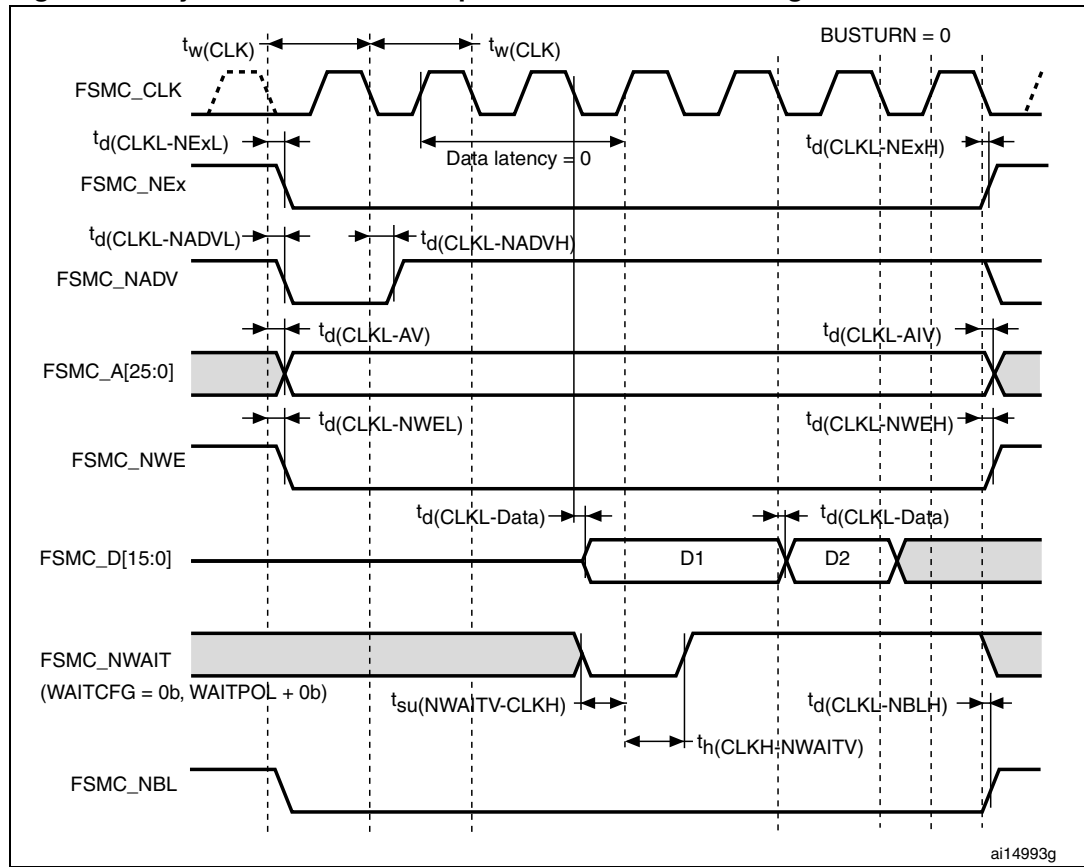 tw(CLK)
tw(CLK)
BUSTURN = 0
FSMC_CLK
td(CLKL-NExL)
Data latency = 0
td(CLKL-NExH)
FSMC_NEx
td(CLKL-NADVL)
td(CLKL-NADVH)
FSMC_NADV
td(CLKL-AV)
td(CLKL-AIV)
FSMC_A[25:0]
td(CLKL-NWEL)
td(CLKL-NWEH)
FSMC_NWE
td(CLKL-Data)
td(CLKL-Data)
FSMC_D[15:0]
D1
D2
FSMC_NWAIT
(WAITCFG = 0b, WAITPOL + 0b)
tsu(NWAITV-CLKH)
td(CLKL-NBLH)
th(CLKH-NWAITV)
FSMC_NBL
ai14993g